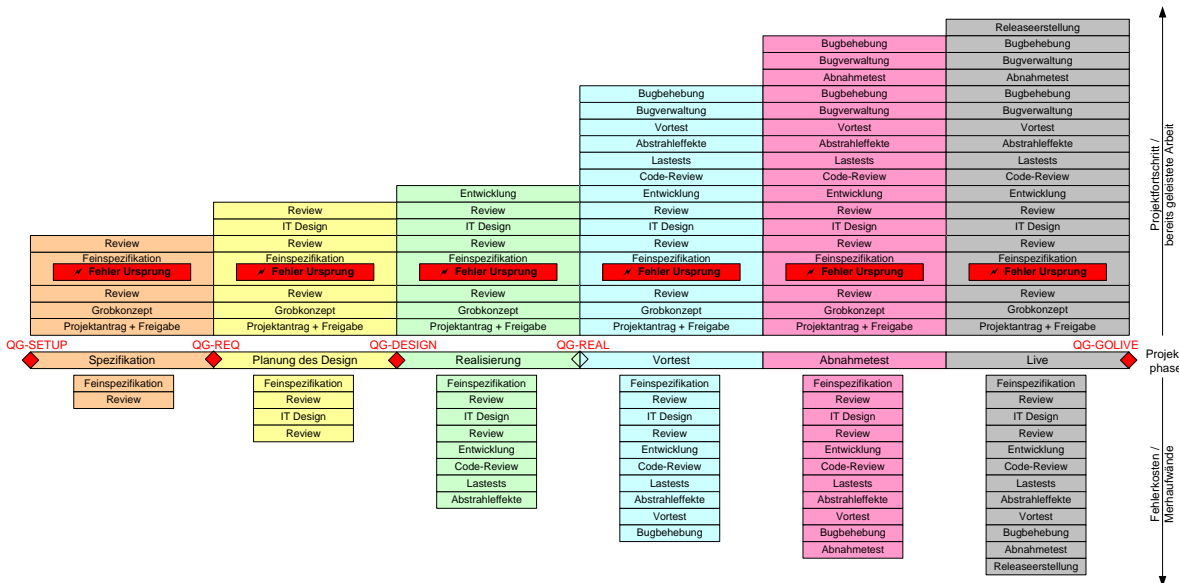 Review
Feinspezifikation
Fehler Ursprung
Review
Grobkonzept
Projektantrag + Freigabe
Review
IT Design
Review
Feinspezifikation
Fehler Ursprung
Review
Grobkonzept
Projektantrag + Freigabe
Entwicklung
Review
IT Design
Review
Feinspezifikation
Fehler Ursprung
Review
Grobkonzept
Projektantrag + Freigabe
Bugbehebung
Bugverwaltung
Vortest
Abstrahleffekte
Lastests
Code-Review
Entwicklung
Review
IT Design
Review
Feinspezifikation
Fehler Ursprung
Review
Grobkonzept
Projektantrag + Freigabe
Bugbehebung
Bugverwaltung
Abnahmetest
Bugbehebung
Bugverwaltung
Vortest
Abstrahleffekte
Lastests
Code-Review
Entwicklung
Review
IT Design
Review
Feinspezifikation
Fehler Ursprung
Review
Grobkonzept
Projektantrag + Freigabe
Releaseerstellung
Bugbehebung
Bugverwaltung
Abnahmetest
Bugbehebung
Bugverwaltung
Vortest
Abstrahleffekte
Lastests
Code-Review
Entwicklung
Review
IT Design
Review
Feinspezifikation
Fehler Ursprung
Review
Grobkonzept
Projektantrag + Freigabe
Projektfortschritt /
bereits geleistete Arbeit
QG-SETUP
QG-REQ
QG-DESIGN
QG-REAL
QG-GOLIVE
Spezifikation
Planung des Design
Realisierung
Vortest
Abnahmetest
Live
Projek
phase
Feinspezifikation
Review
Feinspezifikation
Review
IT Design
Review
Feinspezifikation
Review
IT Design
Review
Entwicklung
Code-Review
Lastests
Abstrahleffekte
Feinspezifikation
Review
IT Design
Review
Entwicklung
Code-Review
Lastests
Abstrahleffekte
Vortest
Bugbehebung
Feinspezifikation
Review
IT Design
Review
Entwicklung
Code-Review
Lastests
Abstrahleffekte
Vortest
Bugbehebung
Abnahmetest
Feinspezifikation
Review
IT Design
Review
Entwicklung
Code-Review
Lastests
Abstrahleffekte
Vortest
Bugbehebung
Abnahmetest
Releaseerstellung
Fehlerkosten /
Merhaufwände